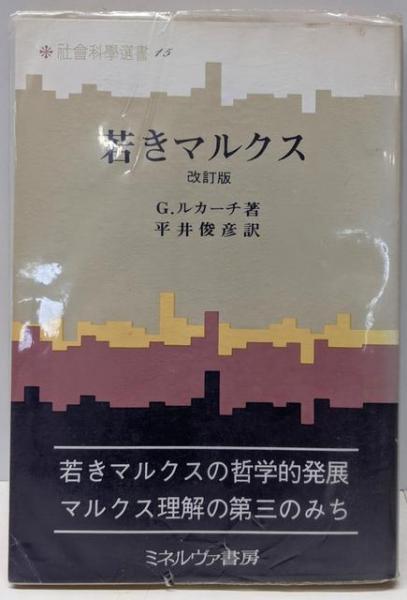 ＊社會科學選書 15
若きマルクス
改訂版
G.ルカーチ著
平井俊彦訳
若きマルクスの哲学的発展
マルクス理解の第三のみち
ミネルヴァ書房